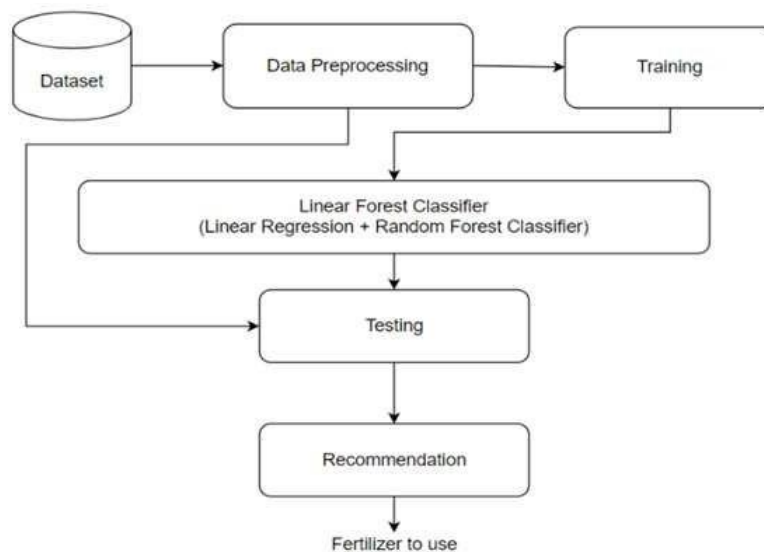 Dataset
Data Preprocessing
Training
Linear Forest Classifier
(Linear Regression + Random Forest Classifier)
Testing
Recommendation
Fertilizer to use